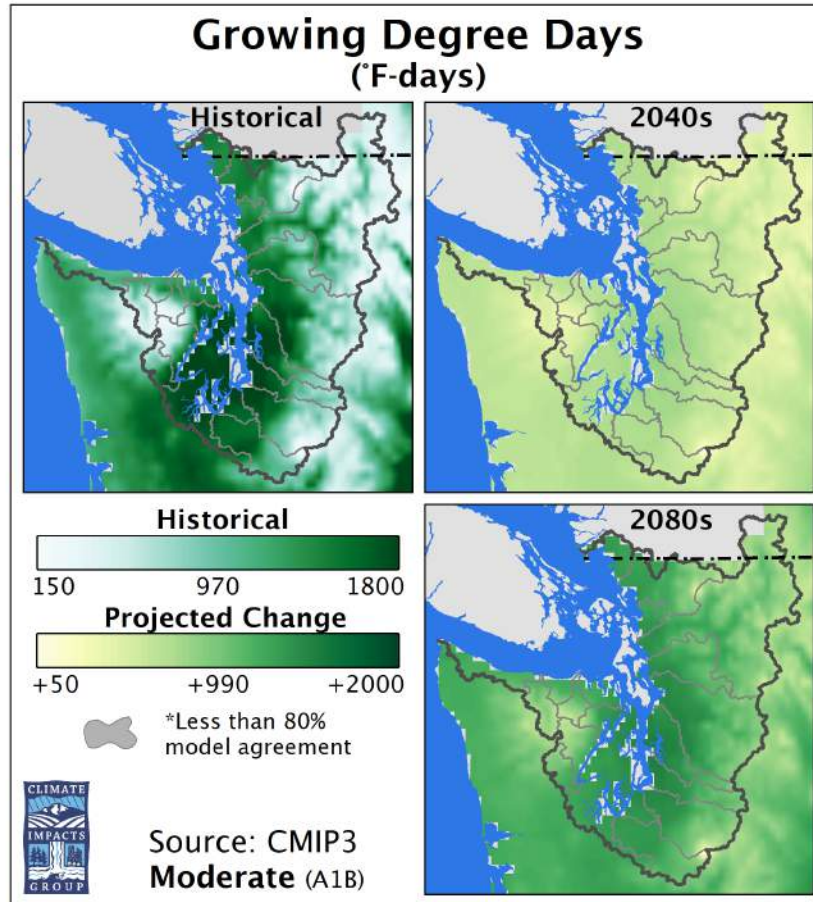 Growing Degree Days
(°F-days)
Historical
2040s
Historical
150 970 1800
Projected Change
+50 +990 +2000
*Less than 80%
model agreement
2080s
CLIMATE
IMPACTS
GROUP
Source: CMIP3
Moderate (A1B)